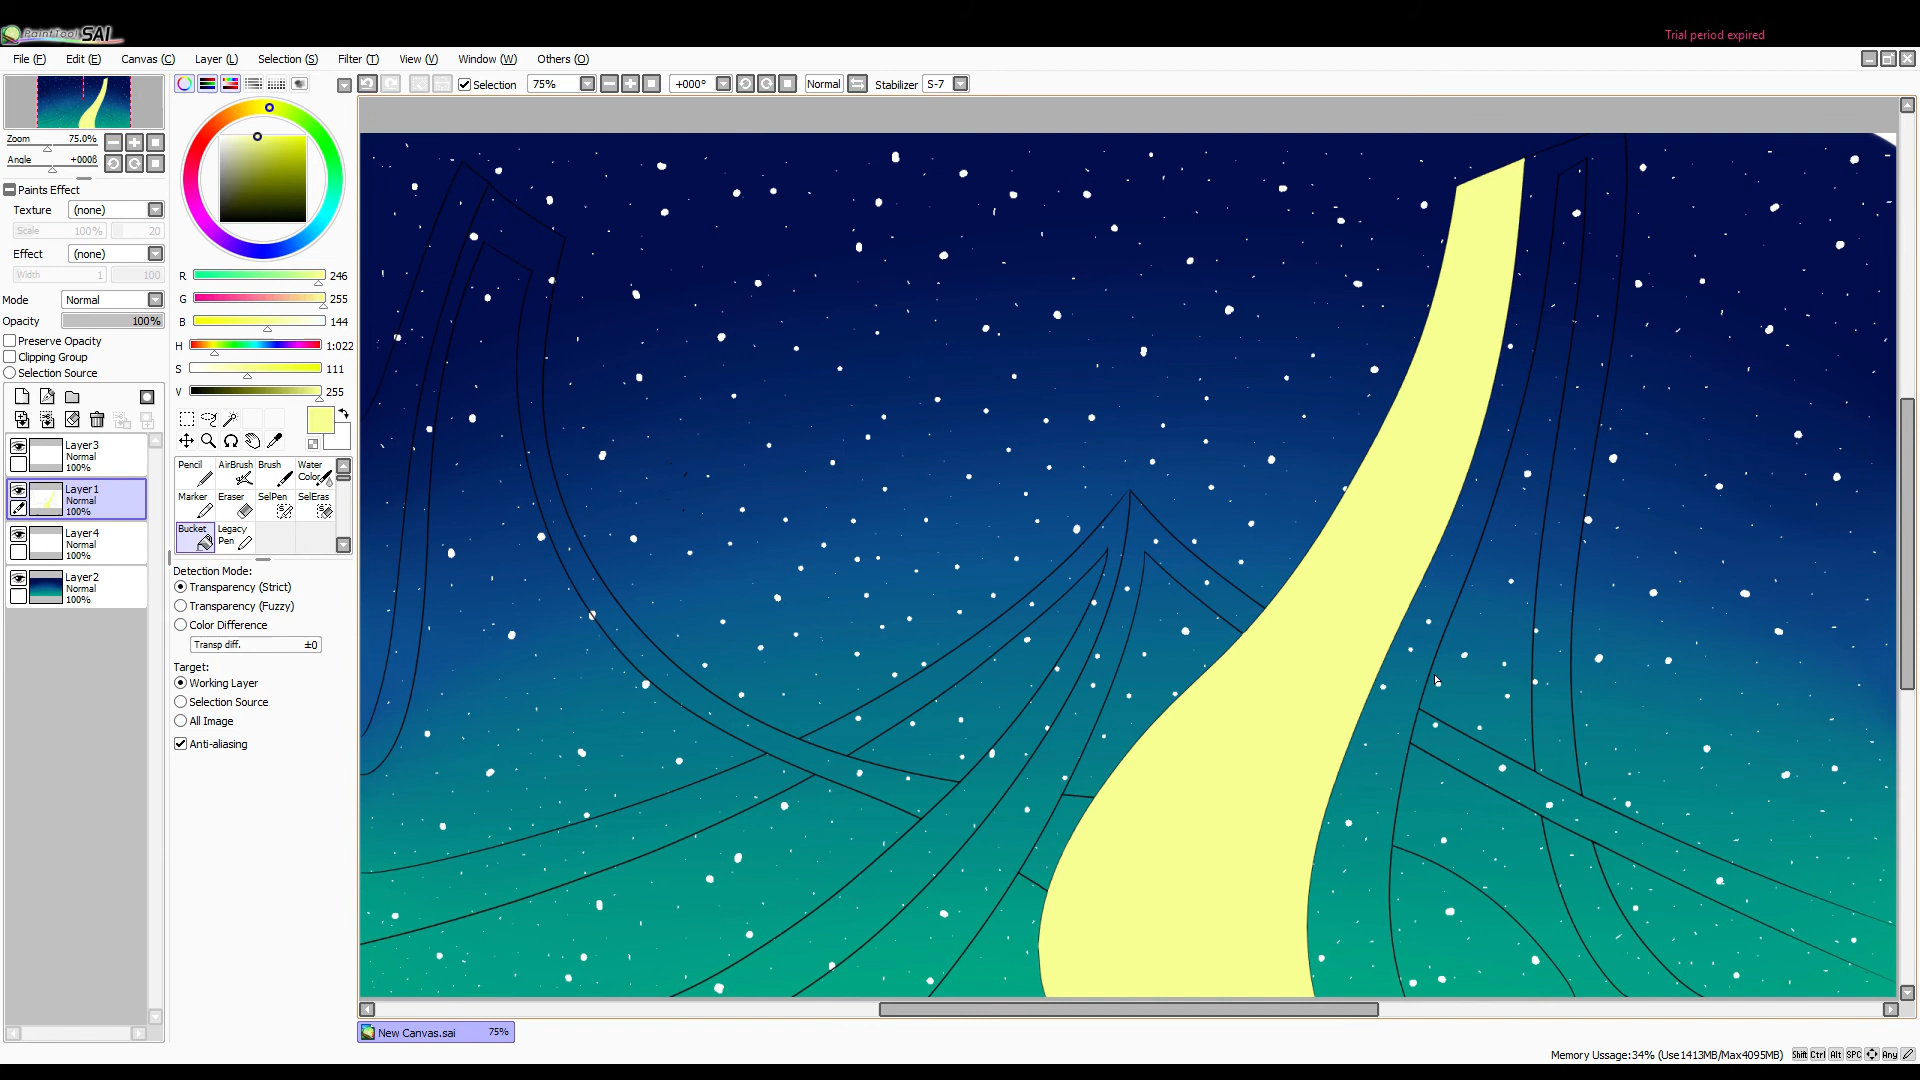 PaintTool SAI
Trial period expired
File (F) Edit (E) Canvas (C) Layer (L) Selection (S) Filter (T) View (V) Window (W) Others (O)
Selection 75% +000° Normal Stabilizer S-7
Zoom 75.0%
Angle +000ß
Paints Effect
Texture (none)
Scale 100% 20
Effect (none)
Width 1 100
Mode Normal
Opacity 100%
Preserve Opacity
Clipping Group
Selection Source
Layer3
Normal
100%
Layer1
Normal
100%
Layer4
Normal
100%
Layer2
Normal
100%
R 246
G 255
B 144
H 1:022
S 111
V 255
Pencil AirBrush Brush Water Color
Marker Eraser SelPen SelEras
Bucket Legacy Pen
Detection Mode:
Transparency (Strict)
Transparency (Fuzzy)
Color Difference
Transp diff. ±0
Target:
Working Layer
Selection Source
All Image
Anti-aliasing
New Canvas.sai 75%
Memory Ussage:34% (Use1413MB/Max4095MB) Shift Ctrl Alt SPC Any